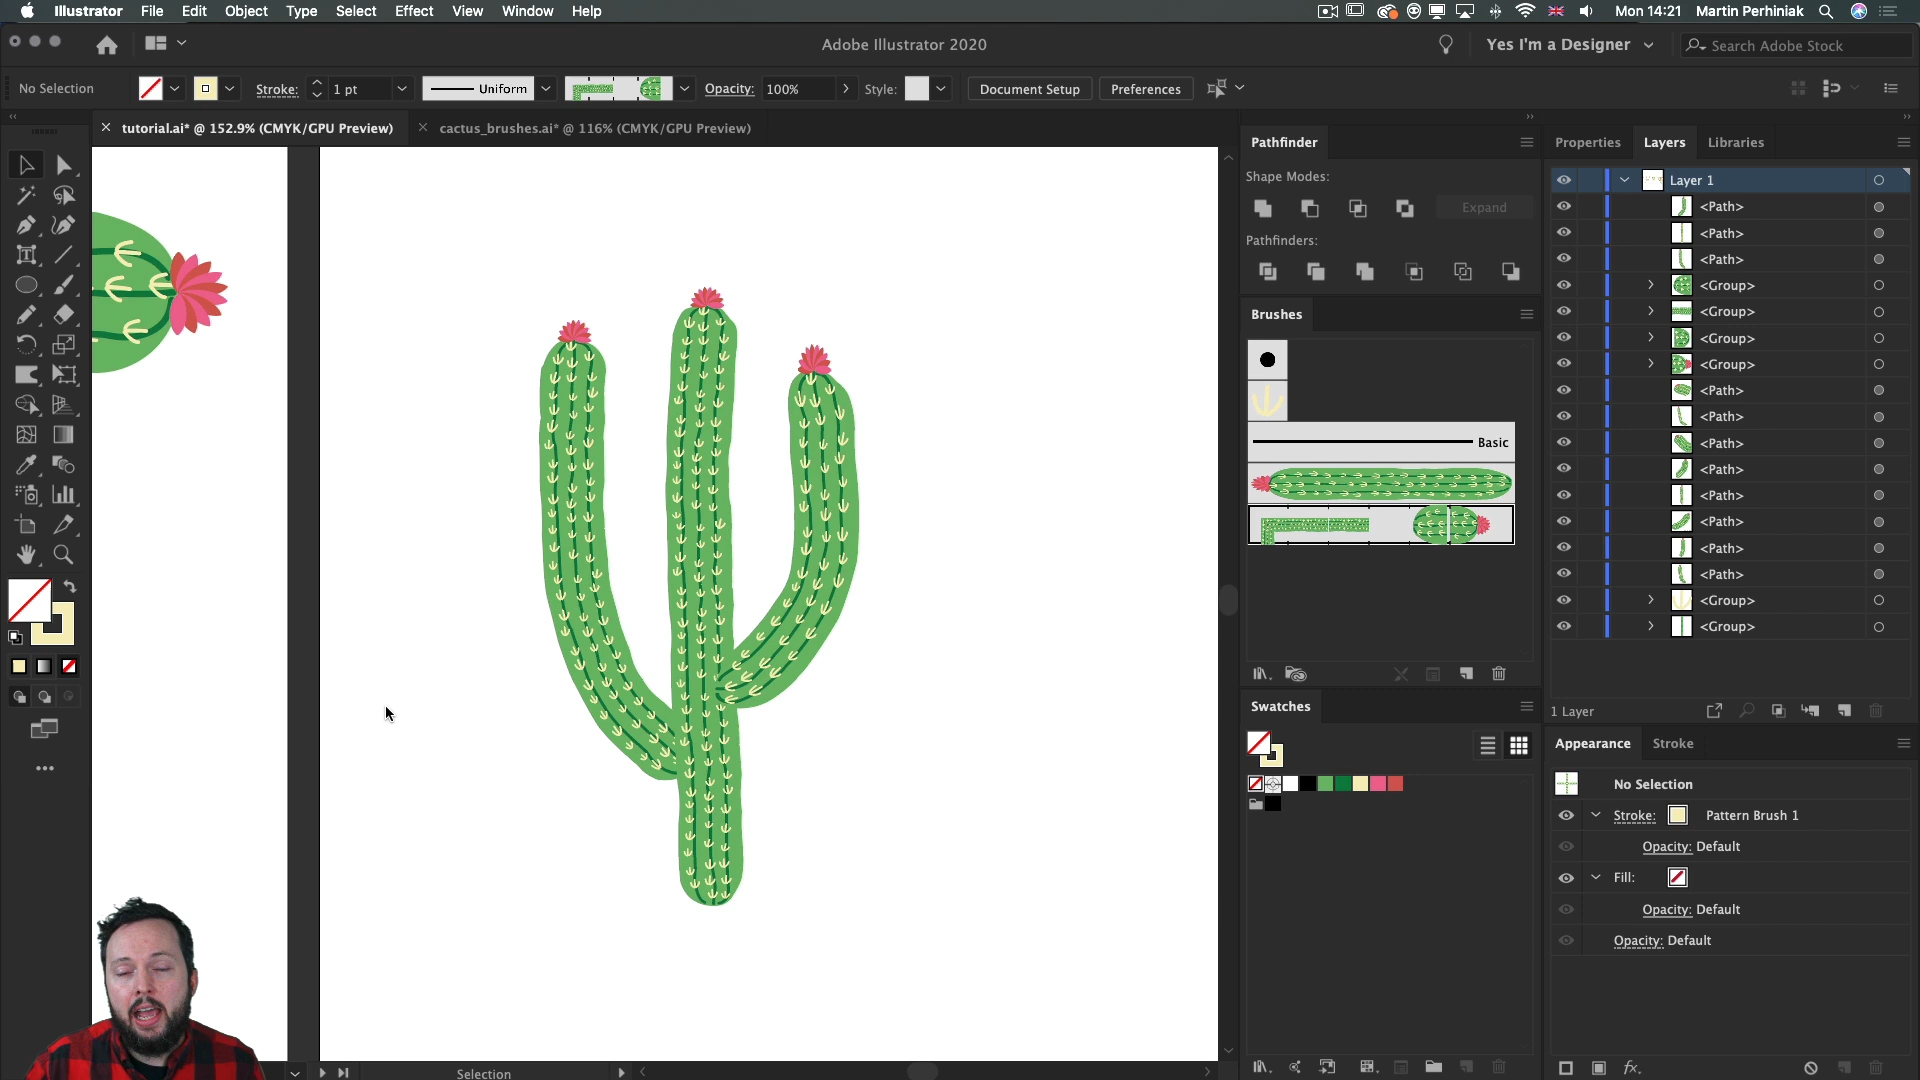 Illustrator File Edit Object Type Select Effect View Window Help
Mon 14:21 Martin Perhiniak
Adobe Illustrator 2020
Yes I'm a Designer
Search Adobe Stock
No Selection
Stroke: 1 pt
Uniform
Opacity: 100%
Style:
Document Setup
Preferences
tutorial.ai* @ 152.9% (CMYK/GPU Preview)
cactus_brushes.ai* @ 116% (CMYK/GPU Preview)
Pathfinder
Shape Modes:
Expand
Pathfinders:
Brushes
Basic
Swatches
Properties Layers Libraries
Layer 1
<Path>
<Path>
<Path>
<Group>
<Group>
<Group>
<Group>
<Path>
<Path>
<Path>
<Path>
<Path>
<Path>
<Path>
<Path>
<Group>
<Group>
1 Layer
Appearance Stroke
No Selection
Stroke: Pattern Brush 1
Opacity: Default
Fill:
Opacity: Default
Opacity: Default
fx.
Selection